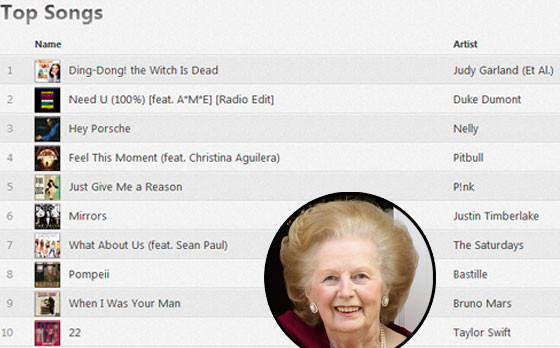 Top Songs
Name Artist
1 Ding-Dong! the Witch Is Dead Judy Garland (Et Al.)
2 Need U (100%) [feat. A*M*E] [Radio Edit] Duke Dumont
3 Hey Porsche Nelly
4 Feel This Moment (feat. Christina Aguilera) Pitbull
5 Just Give Me a Reason P!nk
6 Mirrors Justin Timberlake
7 What About Us (feat. Sean Paul) The Saturdays
8 Pompeii Bastille
9 When I Was Your Man Bruno Mars
10 22 Taylor Swift